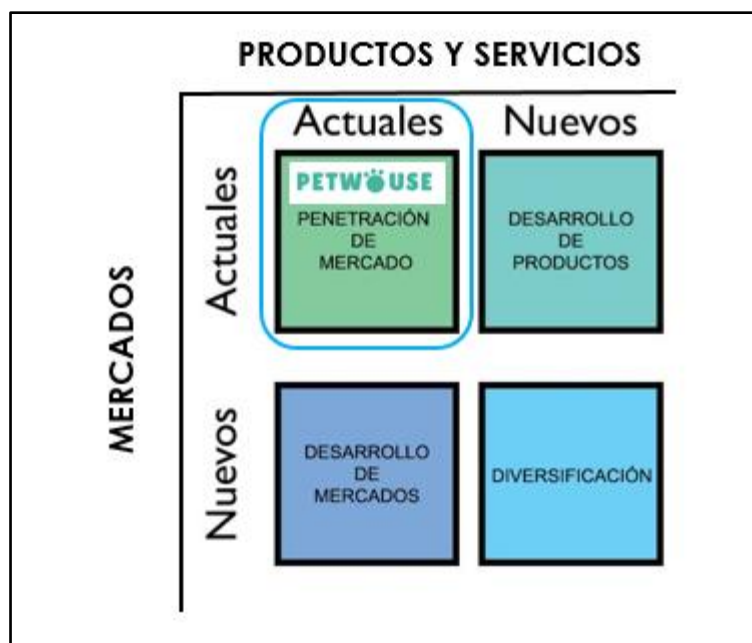 PRODUCTOS Y SERVICIOS
Actuales
Nuevos
MERCADOS
Actuales
PETWOUSE
PENETRACIÓN
DE
MERCADO
DESARROLLO
DE
PRODUCTOS
Nuevos
DESARROLLO
DE
MERCADOS
DIVERSIFICACIÓN